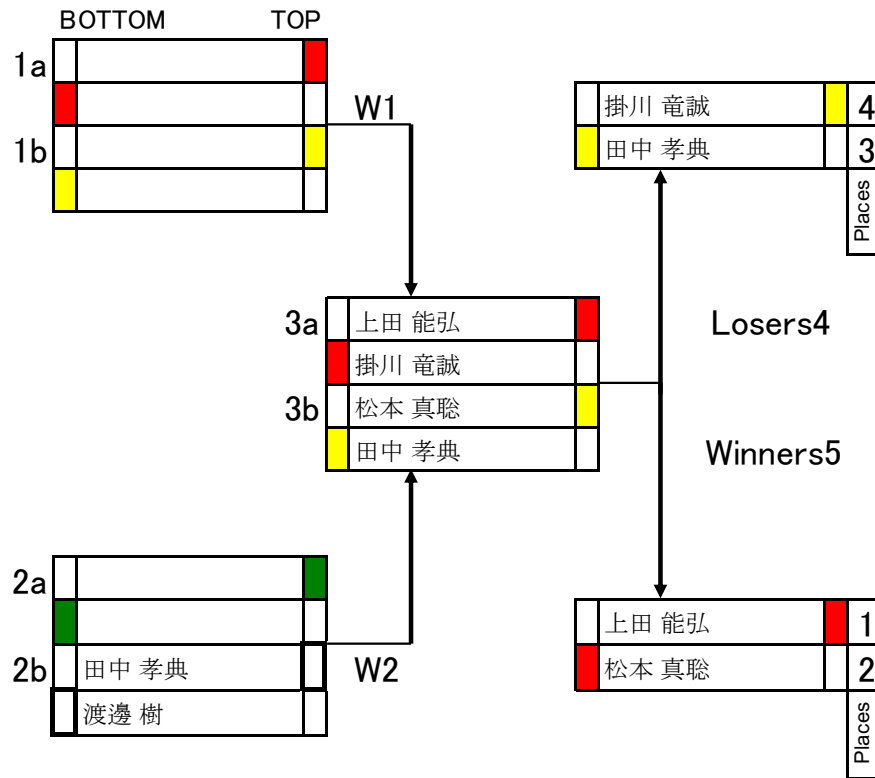 BOTTOM TOP
1a
W1
1b
掛川 竜誠 4
田中 孝典 3
Places
3a 上田 能弘
掛川 竜誠
3b 松本 真聡
田中 孝典
Losers4
Winners5
2a
2b 田中 孝典
W2
渡邊 樹
上田 能弘 1
松本 真聡 2
Places